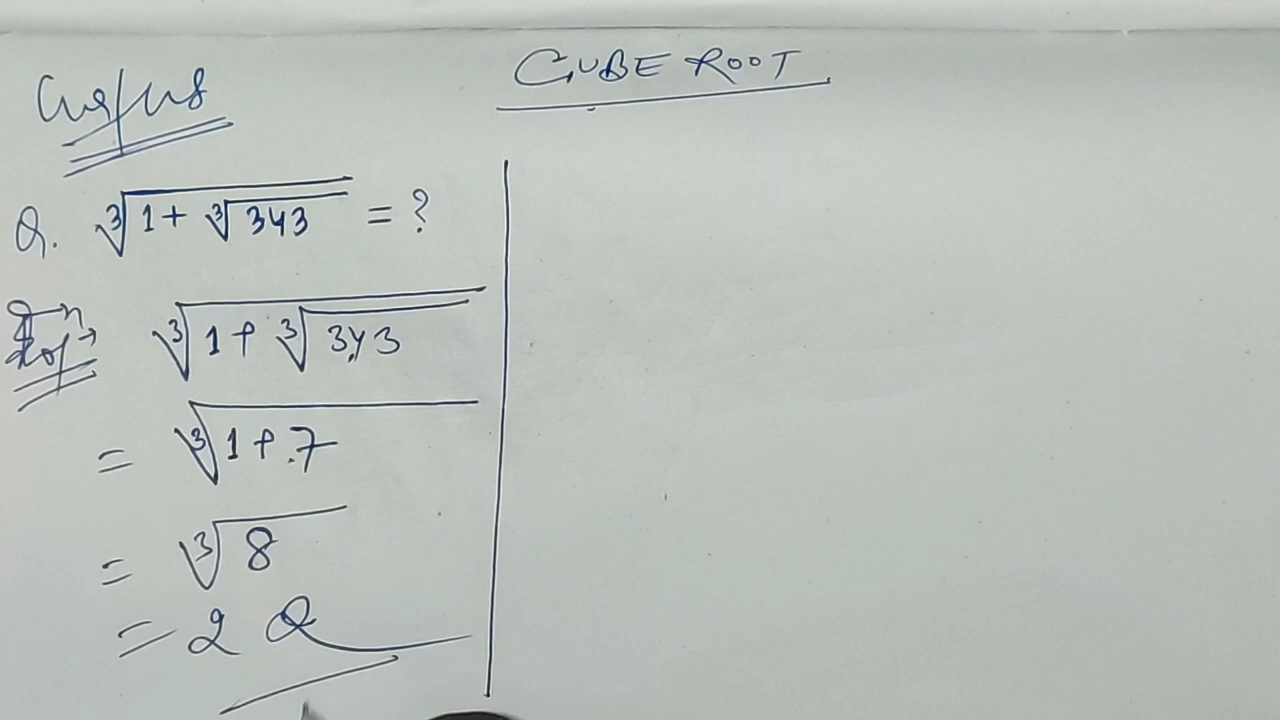 CUBE ROOT
Q. ∛(1 + ∛343) = ?
∛(1 + ∛343)
= ∛(1 + 7)
= ∛8
= 2